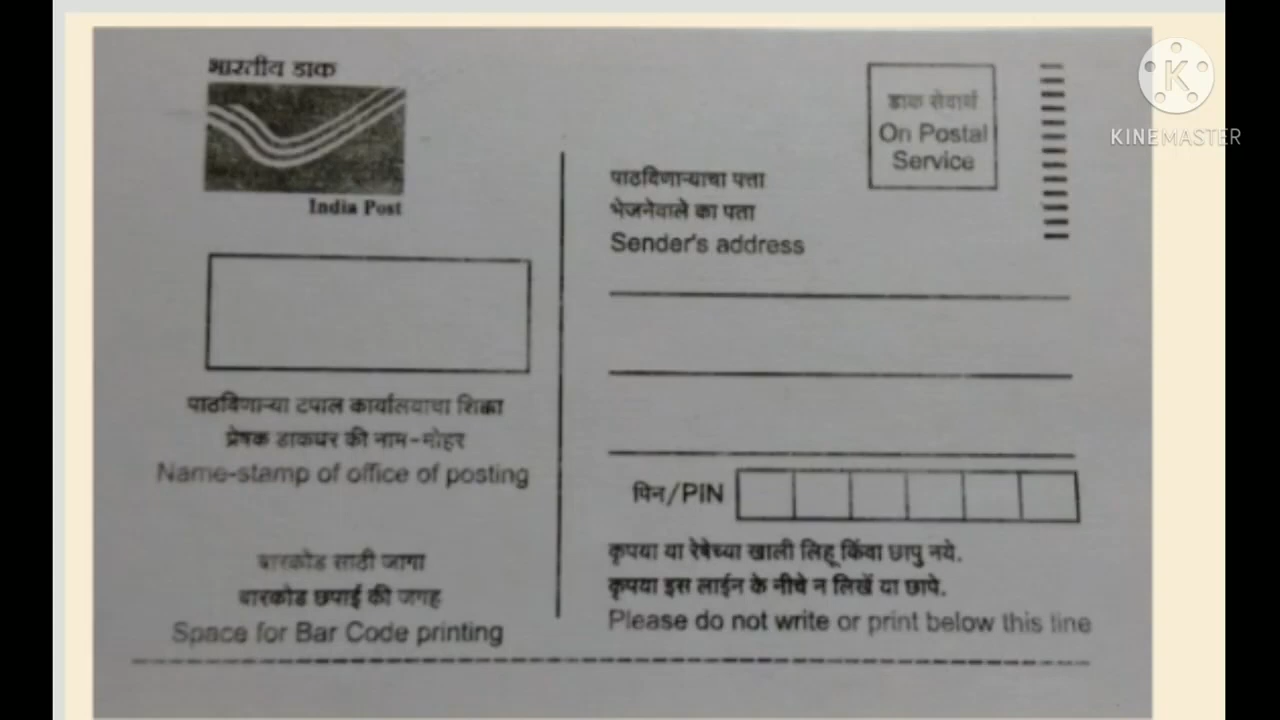 भारतीय डाक
India Post
पाठविणाऱ्या टपाल कार्यालयाचा शिक्का
प्रेषक डाकघर की नाम-मोहर
Name-stamp of office of posting
बारकोड साठी जागा
बारकोड छपाई की जगह
Space for Bar Code printing
डाक सेवार्थ
On Postal
Service
पाठविणाऱ्याचा पत्ता
भेजनेवाले का पता
Sender's address
पिन/PIN
कृपया या रेषेच्या खाली लिहू किंवा छापु नये.
कृपया इस लाईन के नीचे न लिखें या छापे.
Please do not write or print below this line
K
KINEMASTER